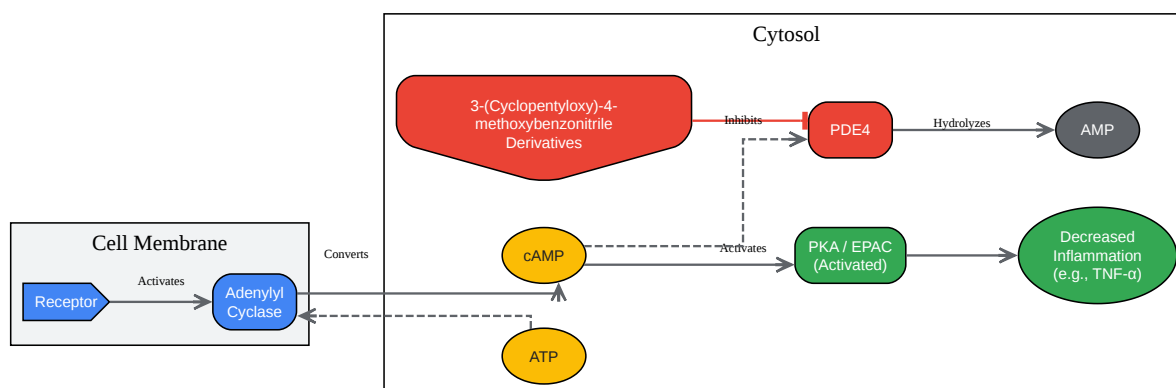 Cytosol
3-(Cyclopentyloxy)-4-
methoxybenzonitrile
Derivatives
Inhibits
PDE4
Hydrolyzes
AMP
Cell Membrane
Converts
cAMP
Activates
PKA / EPAC
(Activated)
Decreased
Inflammation
(e.g., TNF-α)
Receptor
Activates
Adenylyl
Cyclase
ATP